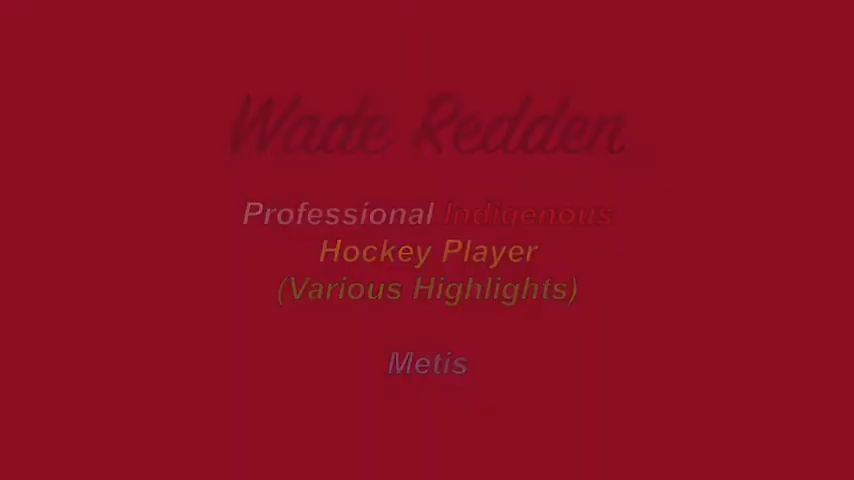 Wade Redden
Professional Indigenous
Hockey Player
(Various Highlights)
Metis